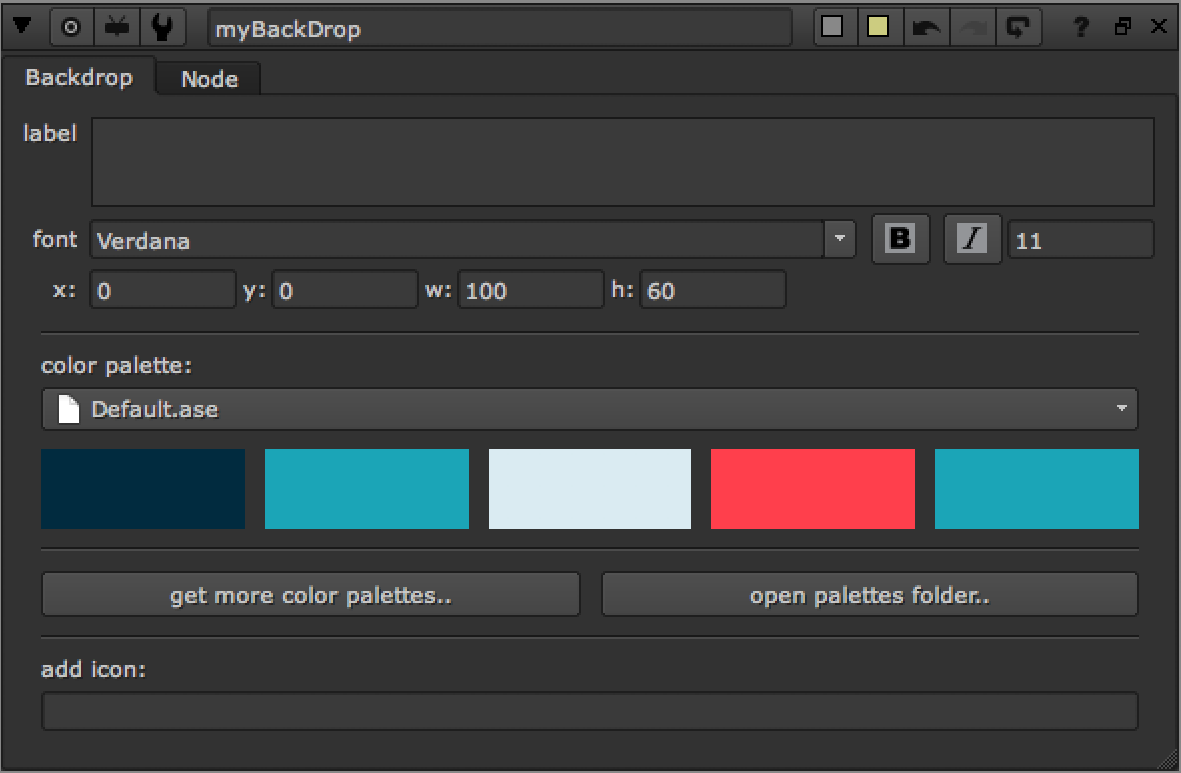 myBackDrop ?
Backdrop Node
label
font Verdana B I 11
x: 0 y: 0 w: 100 h: 60
color palette:
Default.ase
get more color palettes.. open palettes folder..
add icon: